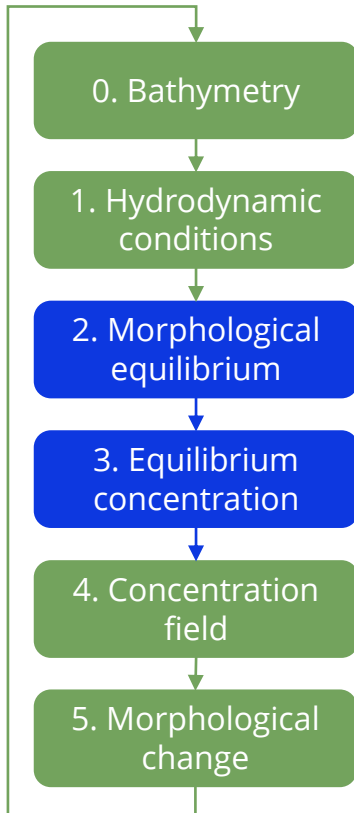 0. Bathymetry
1. Hydrodynamic
conditions
2. Morphological
equilibrium
3. Equilibrium
concentration
4. Concentration
field
5. Morphological
change